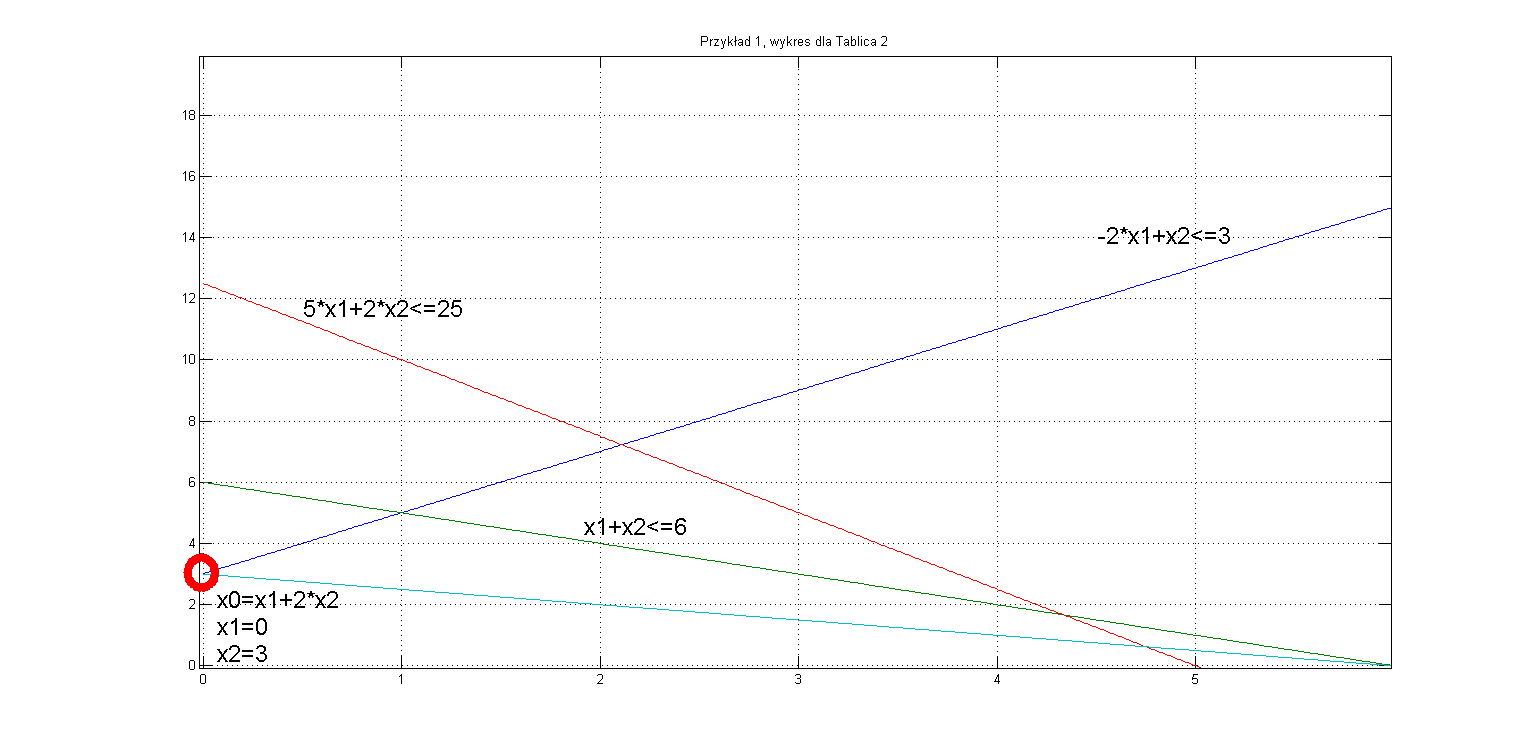 Przykład 1, wykres dla Tablica 2
18
16
14
-2*x1+x2<=3
12
5*x1+2*x2<=25
10
8
6
x1+x2<=6
4
2
x0=x1+2*x2
x1=0
x2=3
0
0 1 2 3 4 5